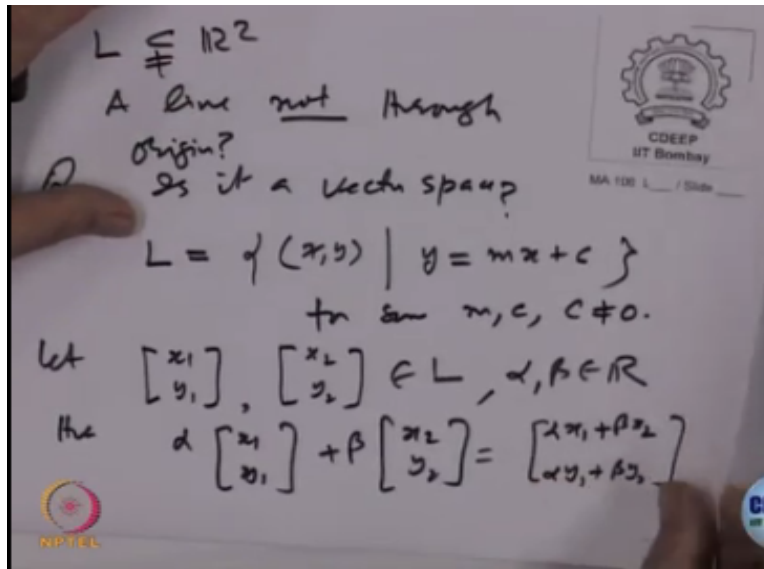 L ⊊ ℝ²
A line not through
origin?
Q Is it a vector space?
L = { (x, y) | y = mx + c }
for some m, c, c ≠ 0.
Let [x₁ y₁], [x₂ y₂] ∈ L, α, β ∈ ℝ
the α [x₁ y₁] + β [x₂ y₂] = [αx₁ + βx₂ αy₁ + βy₂]
CDEEP
IIT Bombay
MA 106 L___ / Slide ___
NPTEL